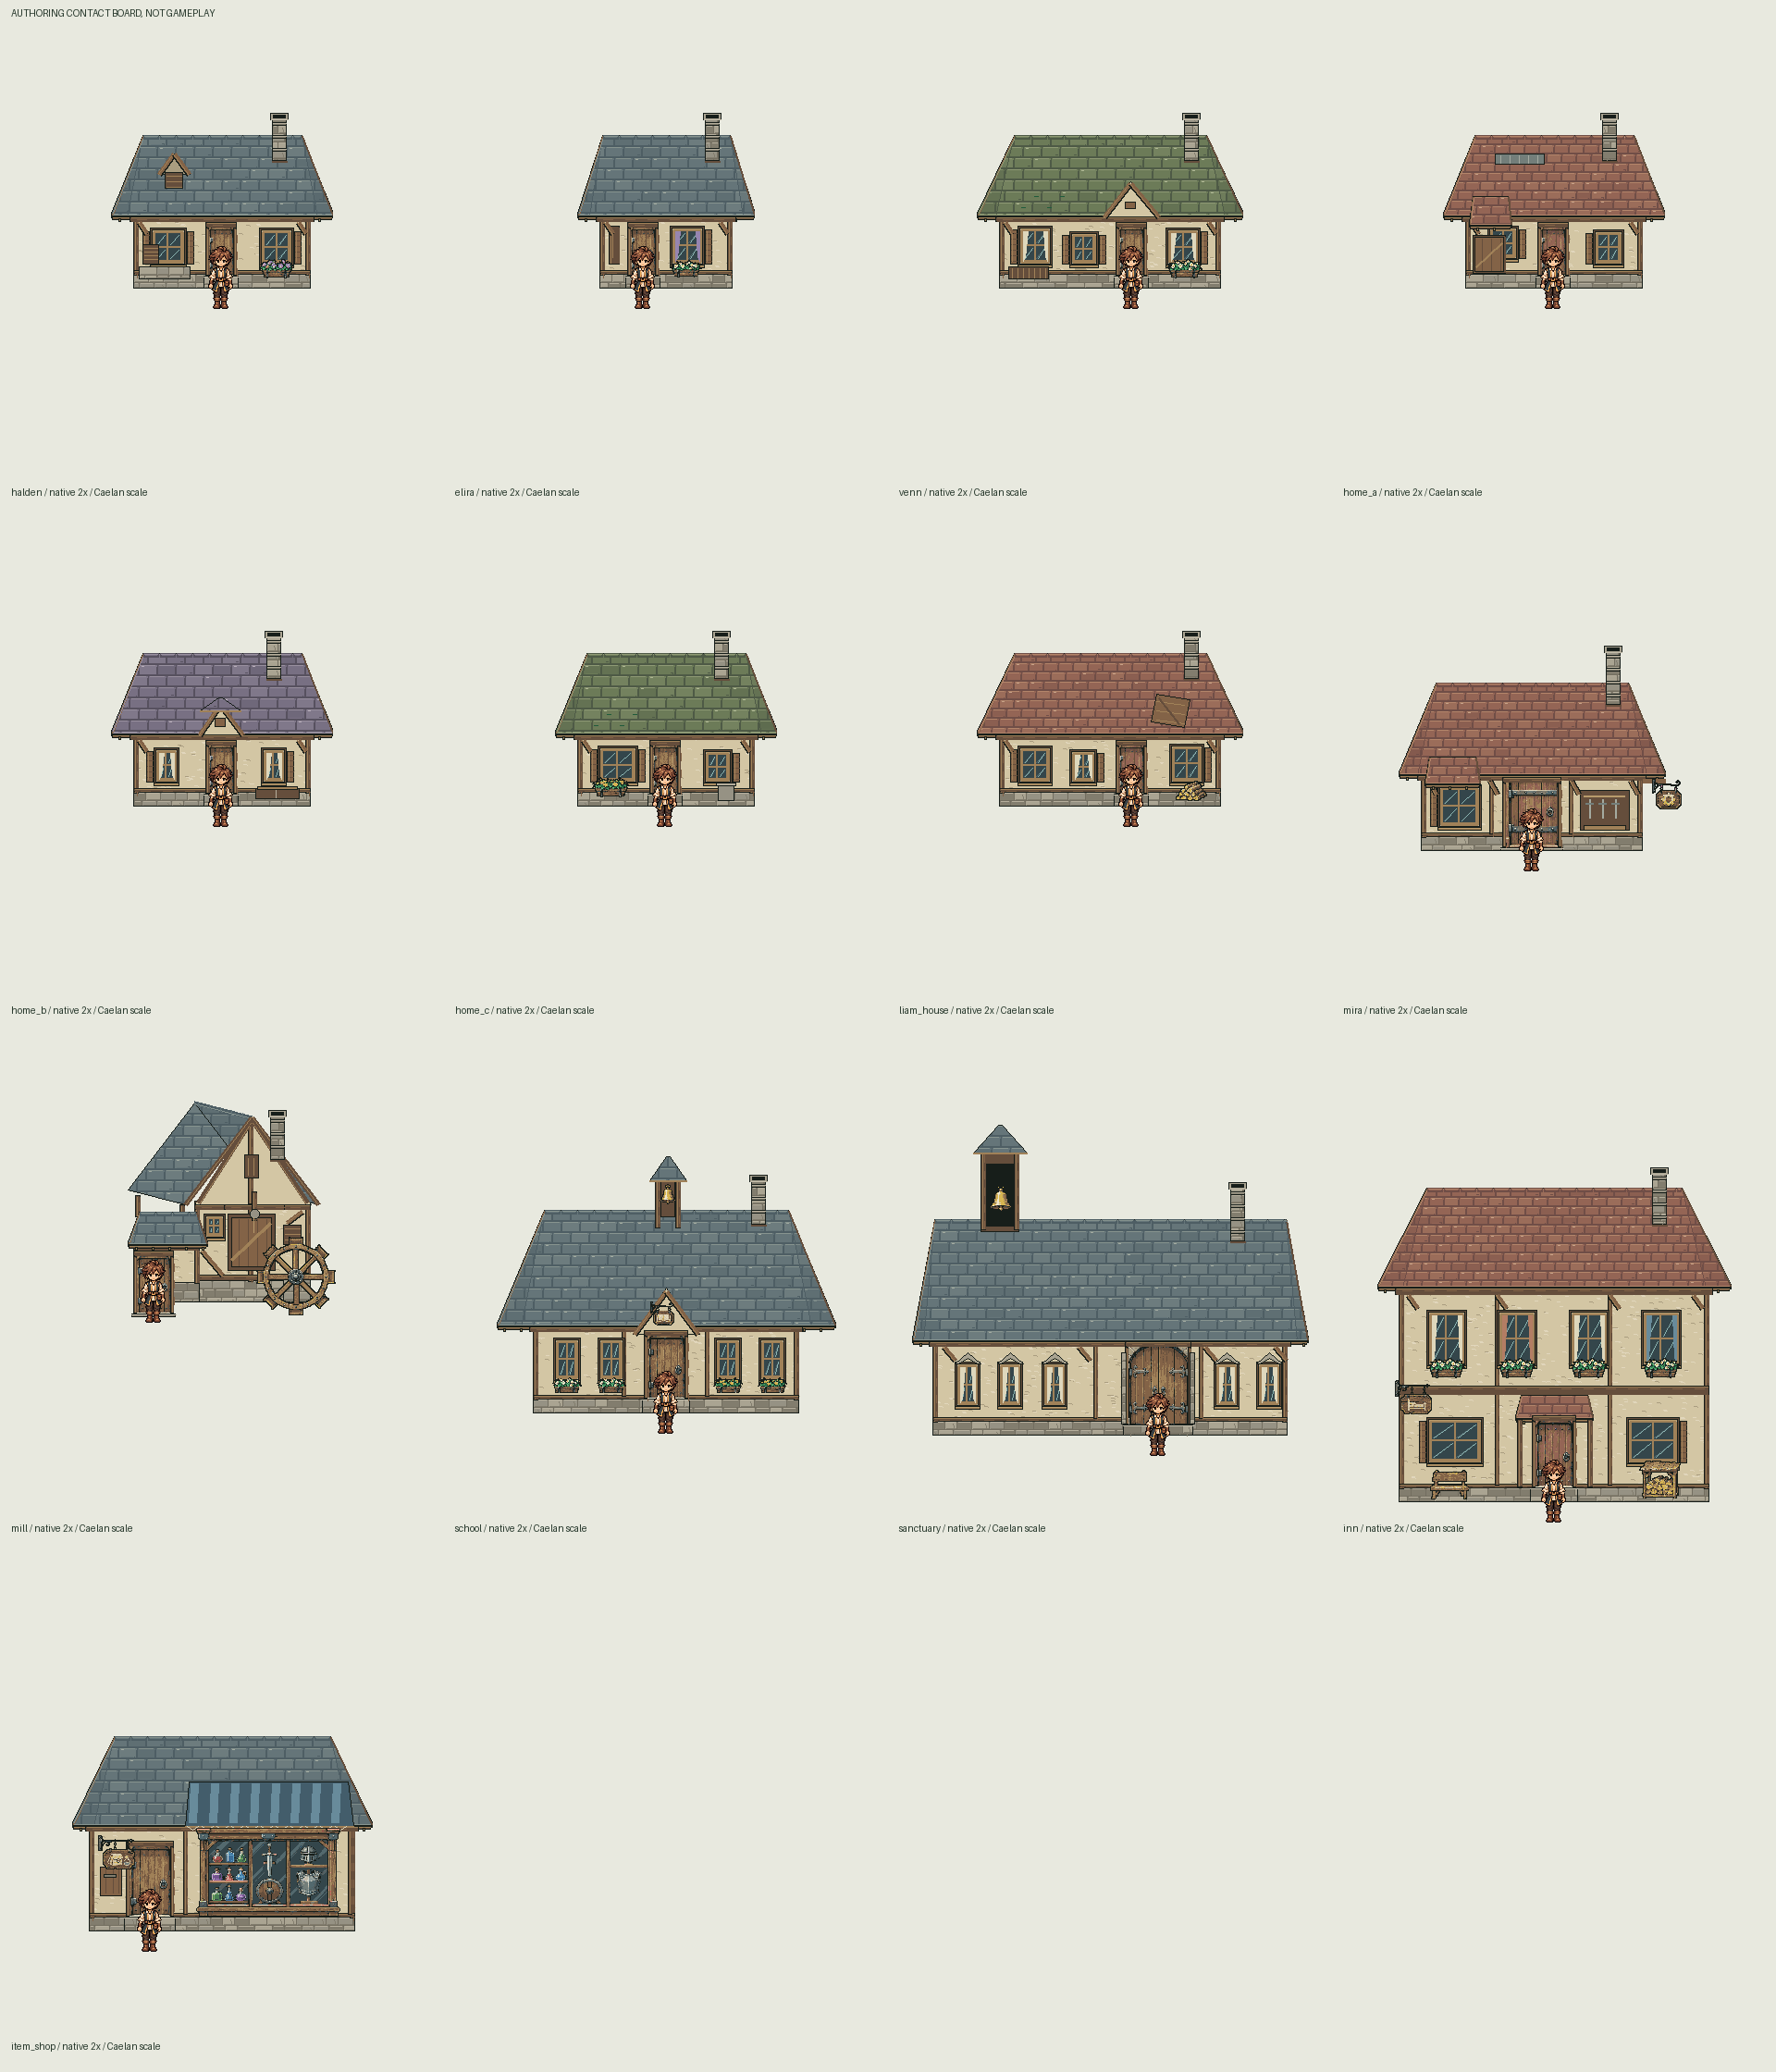 AUTHORING CONTACT BOARD, NOT GAMEPLAY
halden / native 2x / Caelan scale
elira / native 2x / Caelan scale
venn / native 2x / Caelan scale
home_a / native 2x / Caelan scale
home_b / native 2x / Caelan scale
home_c / native 2x / Caelan scale
liam_house / native 2x / Caelan scale
mira / native 2x / Caelan scale
mill / native 2x / Caelan scale
school / native 2x / Caelan scale
sanctuary / native 2x / Caelan scale
inn / native 2x / Caelan scale
item_shop / native 2x / Caelan scale